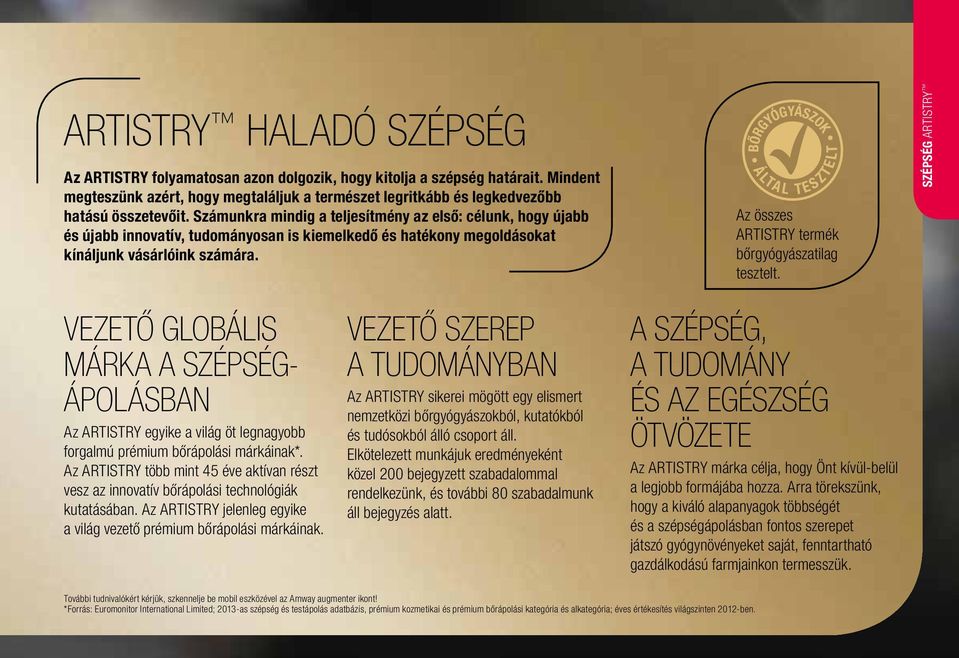 ARTISTRY™ HALADÓ SZÉPSÉG
Az ARTISTRY folyamatosan azon dolgozik, hogy kitolja a szépség határait. Mindent
megteszünk azért, hogy megtaláljuk a természet legritkább és legkedvezőbb
hatású összetevőit. Számunkra mindig a teljesítmény az első: célunk, hogy újabb
és újabb innovatív, tudományosan is kiemelkedő és hatékony megoldásokat
kínáljunk vásárlóink számára.
• BŐRGYÓGYÁSZOK •
ÁLTAL TESZTELT
Az összes
ARTISTRY termék
bőrgyógyászatilag
tesztelt.
SZÉPSÉG ARTISTRY™
VEZETŐ GLOBÁLIS
MÁRKA A SZÉPSÉG-
ÁPOLÁSBAN
Az ARTISTRY egyike a világ öt legnagyobb
forgalmú prémium bőrápolási márkáinak*.
Az ARTISTRY több mint 45 éve aktívan részt
vesz az innovatív bőrápolási technológiák
kutatásában. Az ARTISTRY jelenleg egyike
a világ vezető prémium bőrápolási márkáinak.
VEZETŐ SZEREP
A TUDOMÁNYBAN
Az ARTISTRY sikerei mögött egy elismert
nemzetközi bőrgyógyászokból, kutatókból
és tudósokból álló csoport áll.
Elkötelezett munkájuk eredményeként
közel 200 bejegyzett szabadalommal
rendelkezünk, és további 80 szabadalmunk
áll bejegyzés alatt.
A SZÉPSÉG,
A TUDOMÁNY
ÉS AZ EGÉSZSÉG
ÖTVÖZETE
Az ARTISTRY márka célja, hogy Önt kívül-belül
a legjobb formájába hozza. Arra törekszünk,
hogy a kiváló alapanyagok többségét
és a szépségápolásban fontos szerepet
játszó gyógynövényeket saját, fenntartható
gazdálkodású farmjainkon termesszük.
További tudnivalókért kérjük, szkennelje be mobil eszközével az Amway augmenter ikont!
*Forrás: Euromonitor International Limited; 2013-as szépség és testápolás adatbázis, prémium kozmetikai és prémium bőrápolási kategória és alkategória; éves értékesítés világszinten 2012-ben.